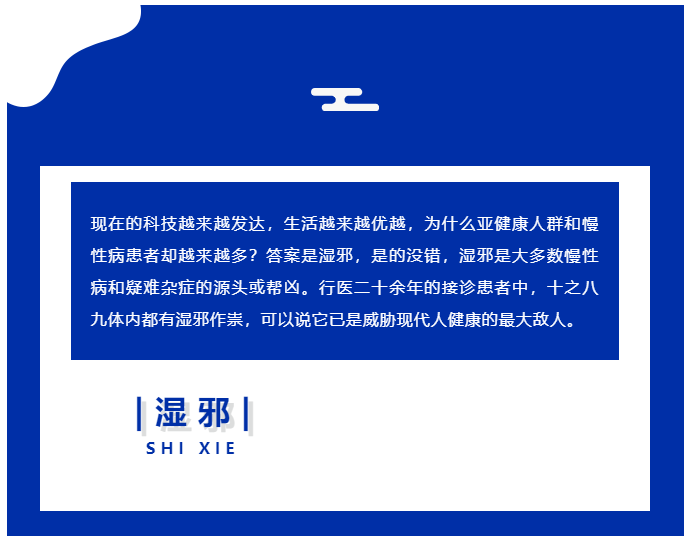 现在的科技越来越发达，生活越来越优越，为什么亚健康人群和慢
性病患者却越来越多？答案是湿邪，是的没错，湿邪是大多数慢性
病和疑难杂症的源头或帮凶。行医二十余年的接诊患者中，十之八
九体内都有湿邪作祟，可以说它已是威胁现代人健康的最大敌人。
| 湿 邪 |
SHI XIE